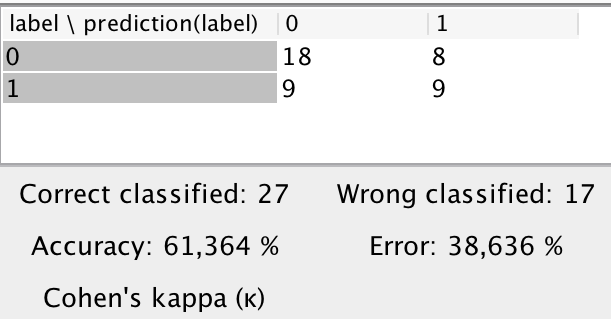 label \ prediction(label) 0 1
0 18 8
1 9 9
Correct classified: 27 Wrong classified: 17
Accuracy: 61,364 % Error: 38,636 %
Cohen's kappa (κ)